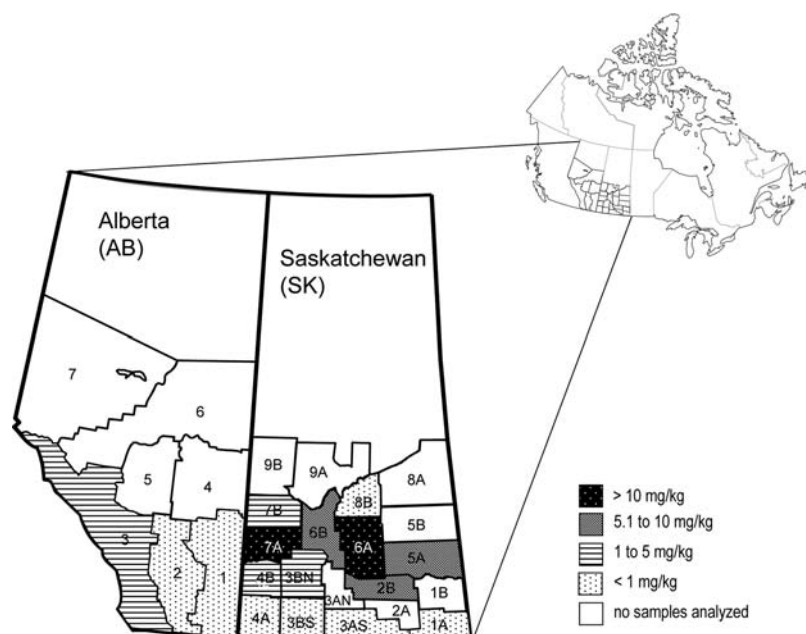 Alberta
(AB)
Saskatchewan
(SK)
7
6
5
4
3
2
1
9B
9A
8A
8B
7B
6B
5B
7A
6A
5A
4B
3BN
2B
1B
3AN
2A
4A
3BS
3AS
1A
> 10 mg/kg
5.1 to 10 mg/kg
1 to 5 mg/kg
< 1 mg/kg
no samples analyzed